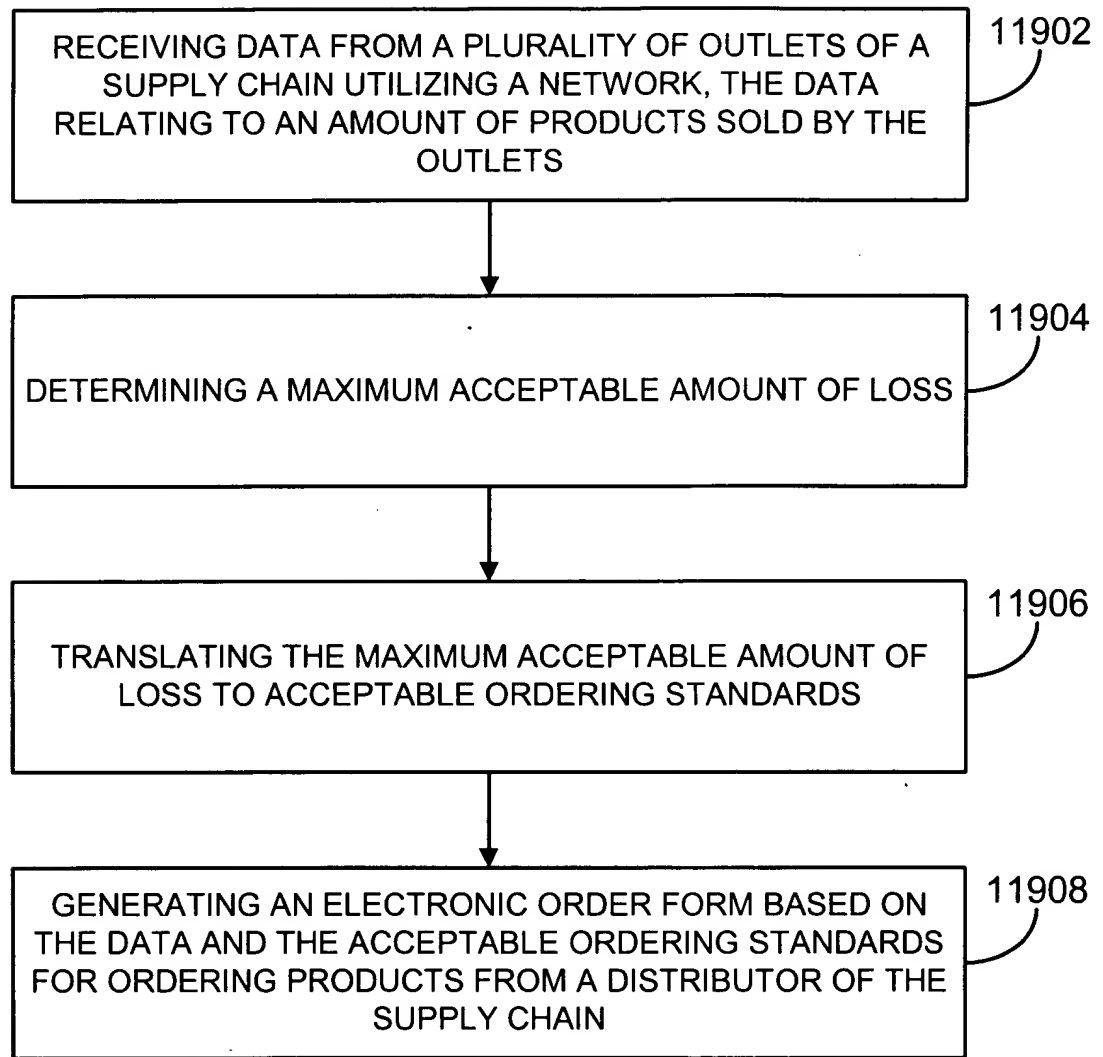 RECEIVING DATA FROM A PLURALITY OF OUTLETS OF A
SUPPLY CHAIN UTILIZING A NETWORK, THE DATA
RELATING TO AN AMOUNT OF PRODUCTS SOLD BY THE
OUTLETS
11902
DETERMINING A MAXIMUM ACCEPTABLE AMOUNT OF LOSS
11904
TRANSLATING THE MAXIMUM ACCEPTABLE AMOUNT OF
LOSS TO ACCEPTABLE ORDERING STANDARDS
11906
GENERATING AN ELECTRONIC ORDER FORM BASED ON
THE DATA AND THE ACCEPTABLE ORDERING STANDARDS
FOR ORDERING PRODUCTS FROM A DISTRIBUTOR OF THE
SUPPLY CHAIN
11908